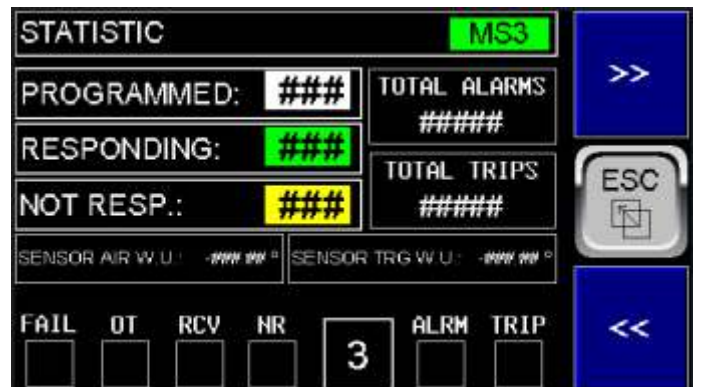 STATISTIC MS3
>>
PROGRAMMED: ###
TOTAL ALARMS
#####
RESPONDING: ###
TOTAL TRIPS
#####
NOT RESP.: ###
ESC
SENSOR AIR W.U.: -### ## °
SENSOR TRG W.U.: -### ## °
FAIL OT RCV NR 3 ALRM TRIP
<<